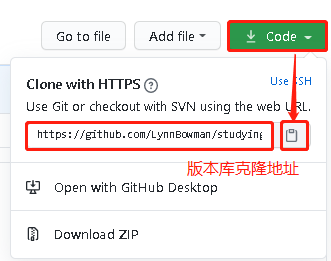 Go to file
Add file
Code
Clone with HTTPS
Use SSH
Use Git or checkout with SVN using the web URL.
https://github.com/LynnBowman/studying
版本库克隆地址
Open with GitHub Desktop
Download ZIP